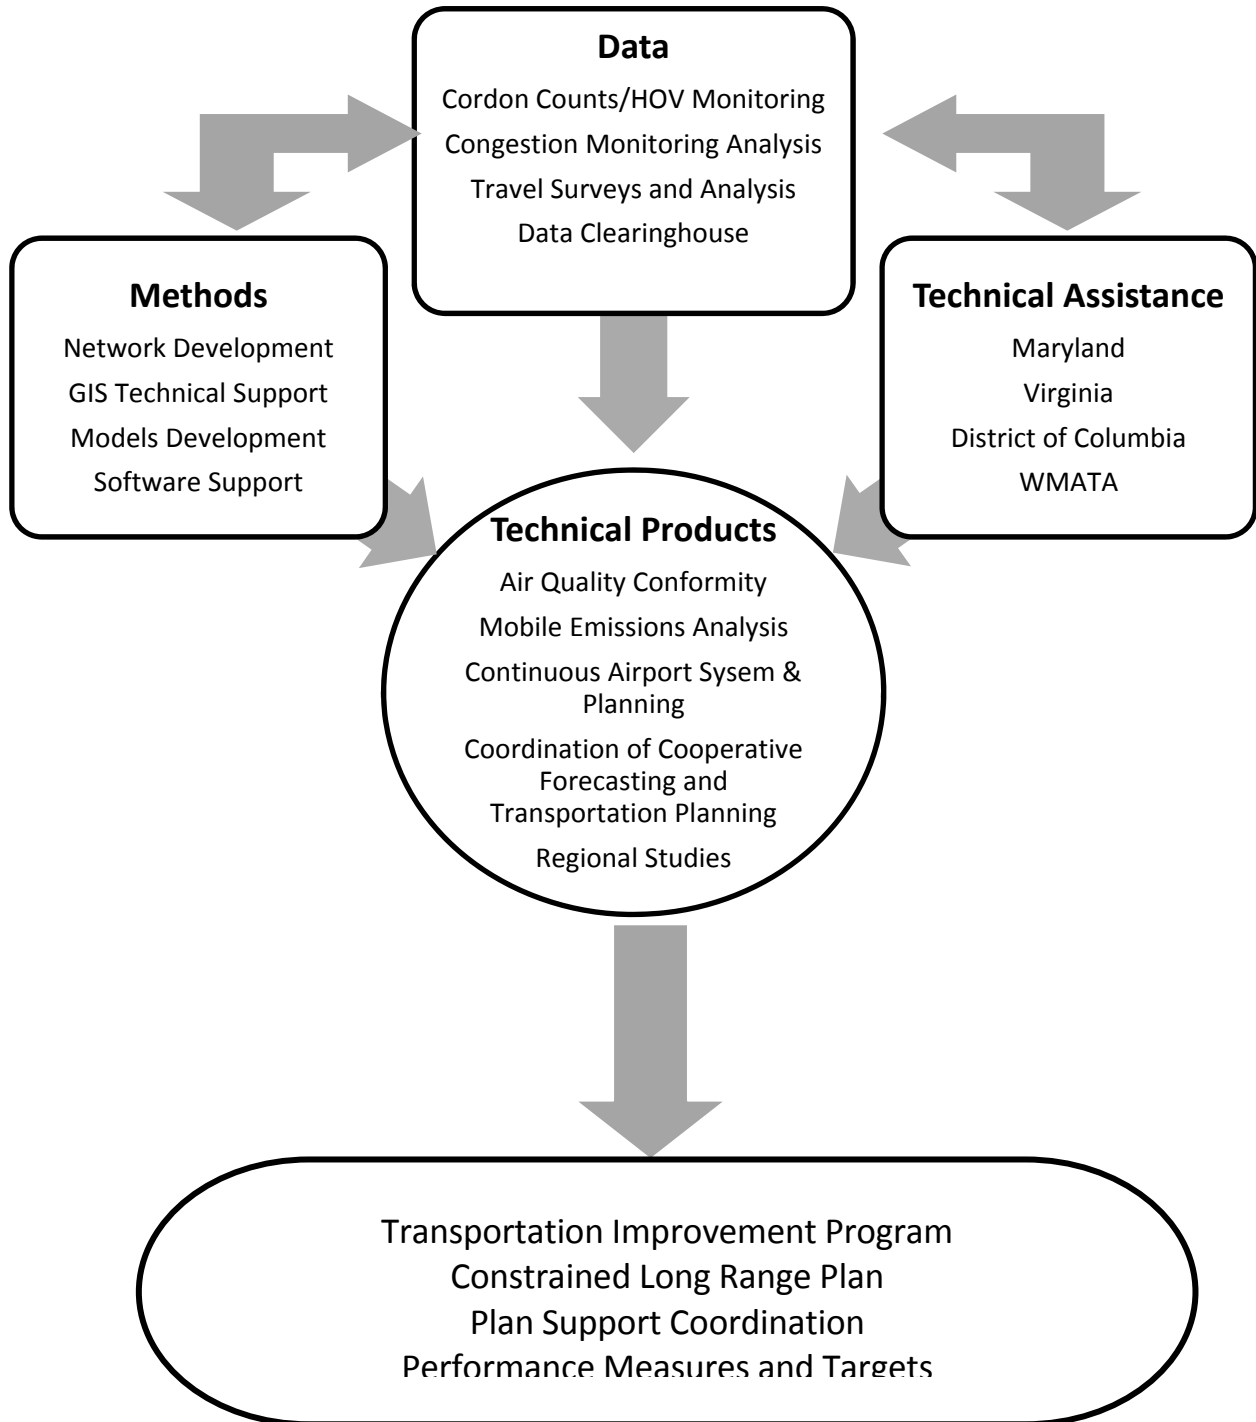 Data
Cordon Counts/HOV Monitoring
Congestion Monitoring Analysis
Travel Surveys and Analysis
Data Clearinghouse
Methods
Network Development
GIS Technical Support
Models Development
Software Support
Technical Assistance
Maryland
Virginia
District of Columbia
WMATA
Technical Products
Air Quality Conformity
Mobile Emissions Analysis
Continuous Airport Sysem &
Planning
Coordination of Cooperative
Forecasting and
Transportation Planning
Regional Studies
Transportation Improvement Program
Constrained Long Range Plan
Plan Support Coordination
Performance Measures and Targets